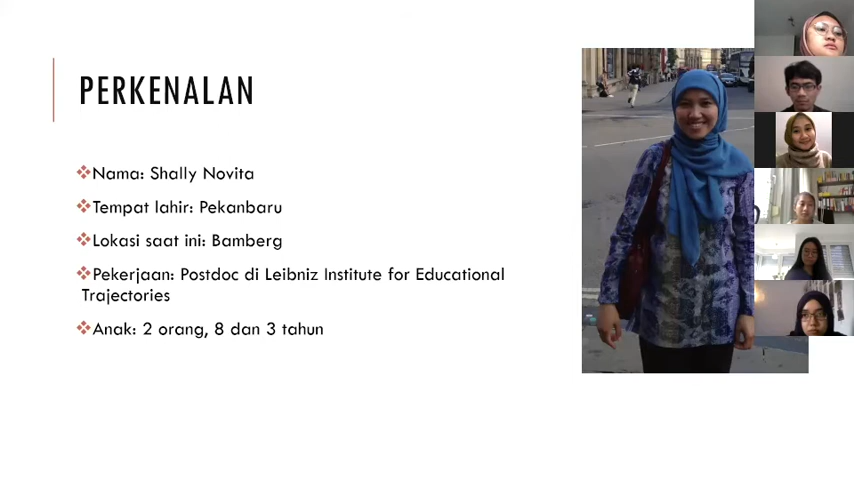 PERKENALAN
Nama: Shally Novita
Tempat lahir: Pekanbaru
Lokasi saat ini: Bamberg
Pekerjaan: Postdoc di Leibniz Institute for Educational
Trajectories
Anak: 2 orang, 8 dan 3 tahun